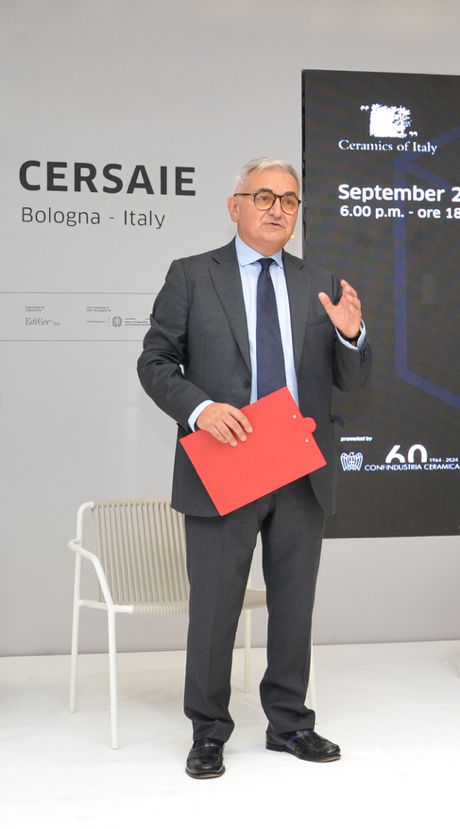 CERSAIE
Bologna - Italy
EdiCer
Ceramics of Italy
September 2
6.00 p.m. - ore 18
promoted by
60
1964 - 2024
CONFINDUSTRIA CERAMICA